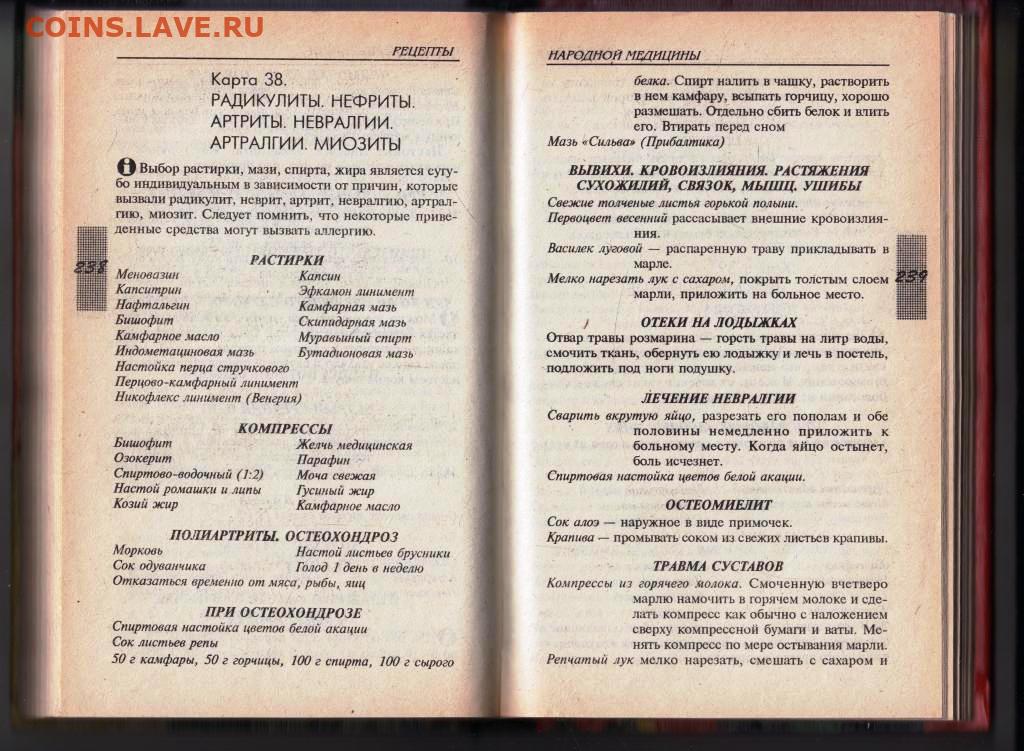 COINS.LAVE.RU
РЕЦЕПТЫ
Карта 38.
РАДИКУЛИТЫ. НЕФРИТЫ.
АРТРИТЫ. НЕВРАЛГИИ.
АРТРАЛГИИ. МИОЗИТЫ
Выбор растирки, мази, спирта, жира является сугу-
бо индивидуальным в зависимости от причин, которые
вызвали радикулит, неврит, артрит, невралгию, артрал-
гию, миозит. Следует помнить, что некоторые приве-
денные средства могут вызвать аллергию.
238
РАСТИРКИ
Меновазин Капсин
Капситрин Эфкамон линимент
Нафтальгин Камфарная мазь
Бишофит Скипидарная мазь
Камфарное масло Муравьиный спирт
Индометациновая мазь Бутадионовая мазь
Настойка перца стручкового
Перцово-камфарный линимент
Никофлекс линимент (Венгрия)
КОМПРЕССЫ
Бишофит Желчь медицинская
Озокерит Парафин
Спиртово-водочный (1:2) Моча свежая
Настой ромашки и липы Гусиный жир
Козий жир Камфарное масло
ПОЛИАРТРИТЫ. ОСТЕОХОНДРОЗ
Морковь Настой листьев брусники
Сок одуванчика Голод 1 день в неделю
Отказаться временно от мяса, рыбы, яиц
ПРИ ОСТЕОХОНДРОЗЕ
Спиртовая настойка цветов белой акации
Сок листьев репы
50 г камфары, 50 г горчицы, 100 г спирта, 100 г сырого
НАРОДНОЙ МЕДИЦИНЫ
белка. Спирт налить в чашку, растворить
в нем камфару, всыпать горчицу, хорошо
размешать. Отдельно сбить белок и влить
его. Втирать перед сном
Мазь «Сильва» (Прибалтика)
ВЫВИХИ. КРОВОИЗЛИЯНИЯ. РАСТЯЖЕНИЯ
СУХОЖИЛИЙ, СВЯЗОК, МЫШЦ. УШИБЫ
Свежие толченые листья горькой полыни.
Первоцвет весенний рассасывает внешние кровоизлия-
ния.
Василек луговой — распаренную траву прикладывать в
марле.
Мелко нарезать лук с сахаром, покрыть толстым слоем
марли, приложить на больное место.
239
ОТЕКИ НА ЛОДЫЖКАХ
Отвар травы розмарина — горсть травы на литр воды,
смочить ткань, обернуть ею лодыжку и лечь в постель,
подложить под ноги подушку.
ЛЕЧЕНИЕ НЕВРАЛГИИ
Сварить вкрутую яйцо, разрезать его пополам и обе
половины немедленно приложить к
больному месту. Когда яйцо остынет,
боль исчезнет.
Спиртовая настойка цветов белой акации.
ОСТЕОМИЕЛИТ
Сок алоэ — наружное в виде примочек.
Крапива — промывать соком из свежих листьев крапивы.
ТРАВМА СУСТАВОВ
Компрессы из горячего молока. Смоченную вчетверо
марлю намочить в горячем молоке и сде-
лать компресс как обычно с наложением
сверху компрессной бумаги и ваты. Ме-
нять компресс по мере остывания марли.
Репчатый лук мелко нарезать, смешать с сахаром и